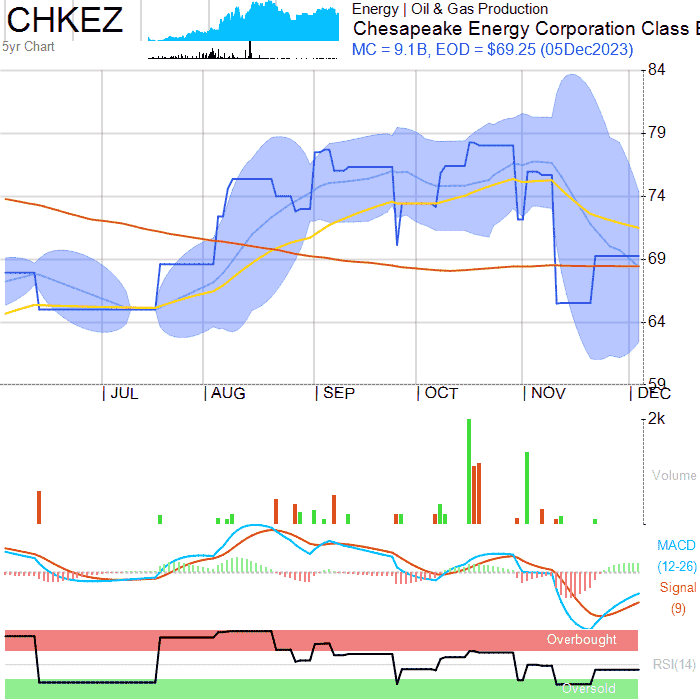 CHKEZ
5yr Chart
Energy | Oil & Gas Production
Chesapeake Energy Corporation Class
MC = 9.1B, EOD = $69.25 (05Dec2023)
84
79
74
69
64
59
| JUL | AUG | SEP | OCT | NOV | DEC
2k
Volume
MACD
(12-26)
Signal
(9)
Overbought
RSI(14)
Oversold